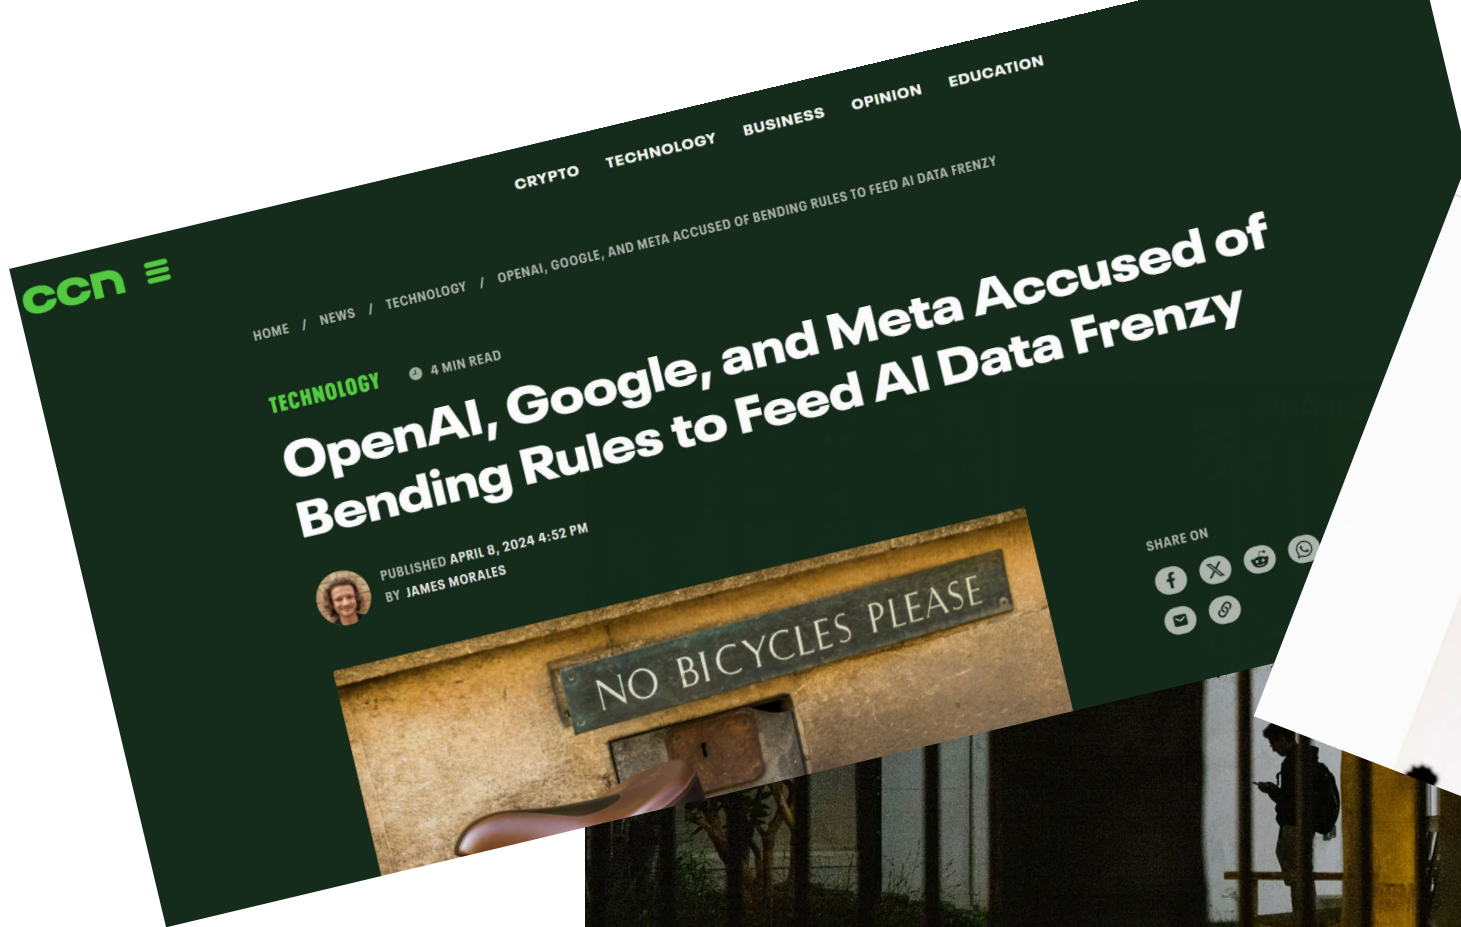 CRYPTO TECHNOLOGY BUSINESS OPINION EDUCATION
ccn
HOME / NEWS / TECHNOLOGY / OPENAI, GOOGLE, AND META ACCUSED OF BENDING RULES TO FEED AI DATA FRENZY
TECHNOLOGY 4 MIN READ
OpenAI, Google, and Meta Accused of
Bending Rules to Feed AI Data Frenzy
PUBLISHED APRIL 8, 2024 4:52 PM
BY JAMES MORALES
SHARE ON
NO BICYCLES PLEASE